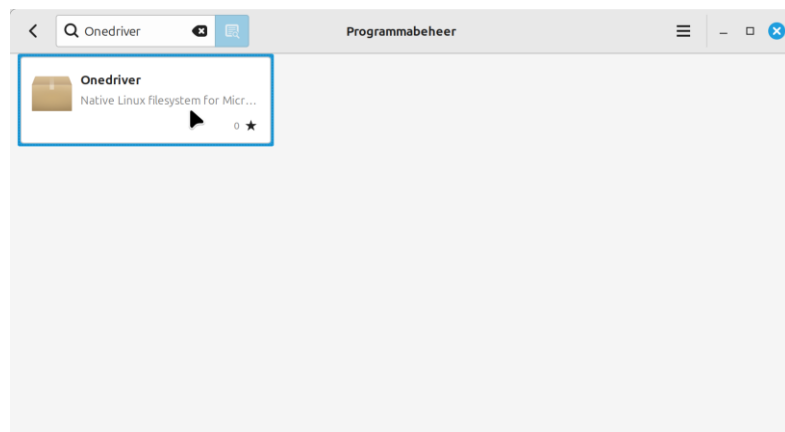 Onedriver
Programmabeheer
Onedriver
Native Linux filesystem for Micr...
0 ★